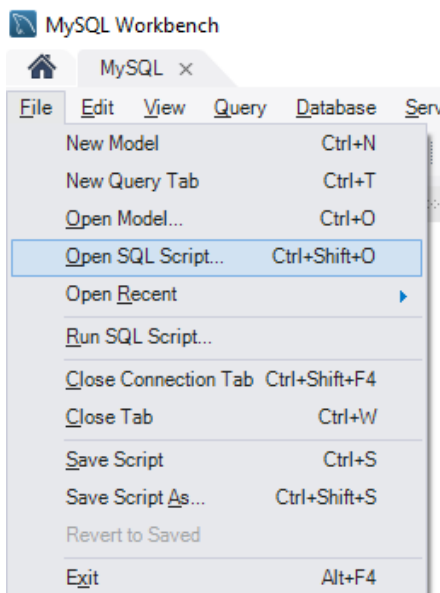 MySQL Workbench
MySQL ×
File Edit View Query Database Serv
New Model Ctrl+N
New Query Tab Ctrl+T
Open Model... Ctrl+O
Open SQL Script... Ctrl+Shift+O
Open Recent
Run SQL Script...
Close Connection Tab Ctrl+Shift+F4
Close Tab Ctrl+W
Save Script Ctrl+S
Save Script As... Ctrl+Shift+S
Revert to Saved
Exit Alt+F4